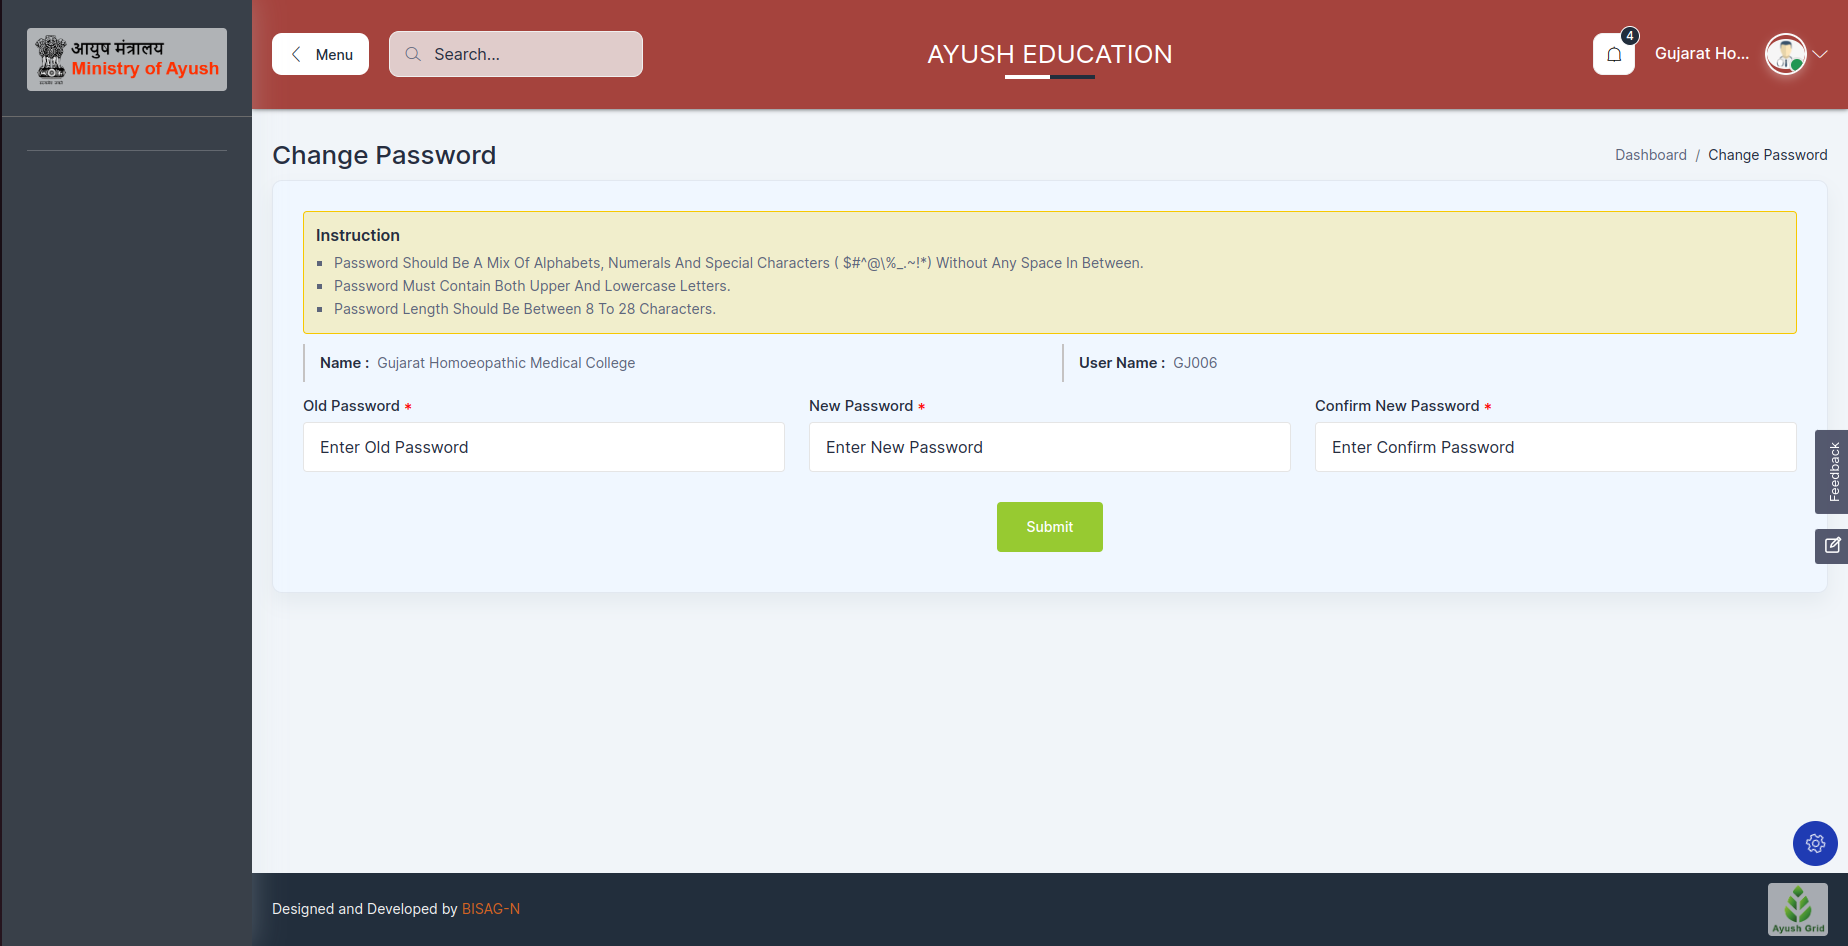 आयुष मंत्रालय
Ministry of Ayush
Menu
Search...
AYUSH EDUCATION
4
Gujarat Ho...
Change Password
Dashboard / Change Password
Instruction
Password Should Be A Mix Of Alphabets, Numerals And Special Characters ( $#^@\%_.~!*) Without Any Space In Between.
Password Must Contain Both Upper And Lowercase Letters.
Password Length Should Be Between 8 To 28 Characters.
Name : Gujarat Homoeopathic Medical College
User Name : GJ006
Old Password *
New Password *
Confirm New Password *
Enter Old Password
Enter New Password
Enter Confirm Password
Feedback
Submit
Designed and Developed by BISAG-N
Ayush Grid